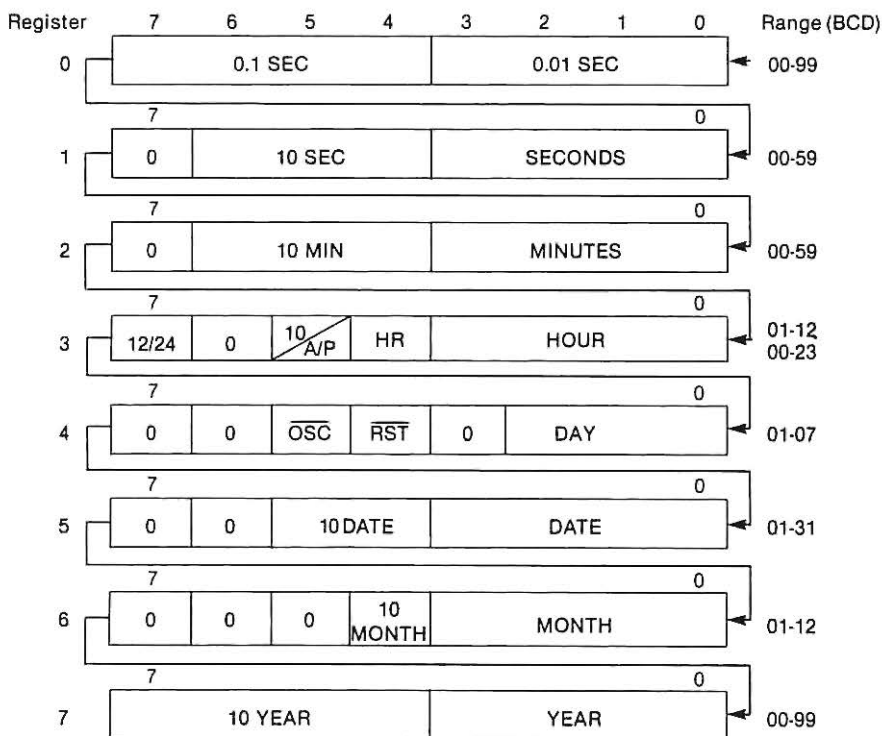 Register 7 6 5 4 3 2 1 0 Range (BCD)
0 0.1 SEC 0.01 SEC 00-99
7 0
1 0 10 SEC SECONDS 00-59
7 0
2 0 10 MIN MINUTES 00-59
7 0
3 12/24 0 10 A/P HR HOUR 01-12 00-23
7 0
4 0 0 OSC RST 0 DAY 01-07
7 0
5 0 0 10 DATE DATE 01-31
7 0
6 0 0 0 10 MONTH MONTH 01-12
7 0
7 10 YEAR YEAR 00-99